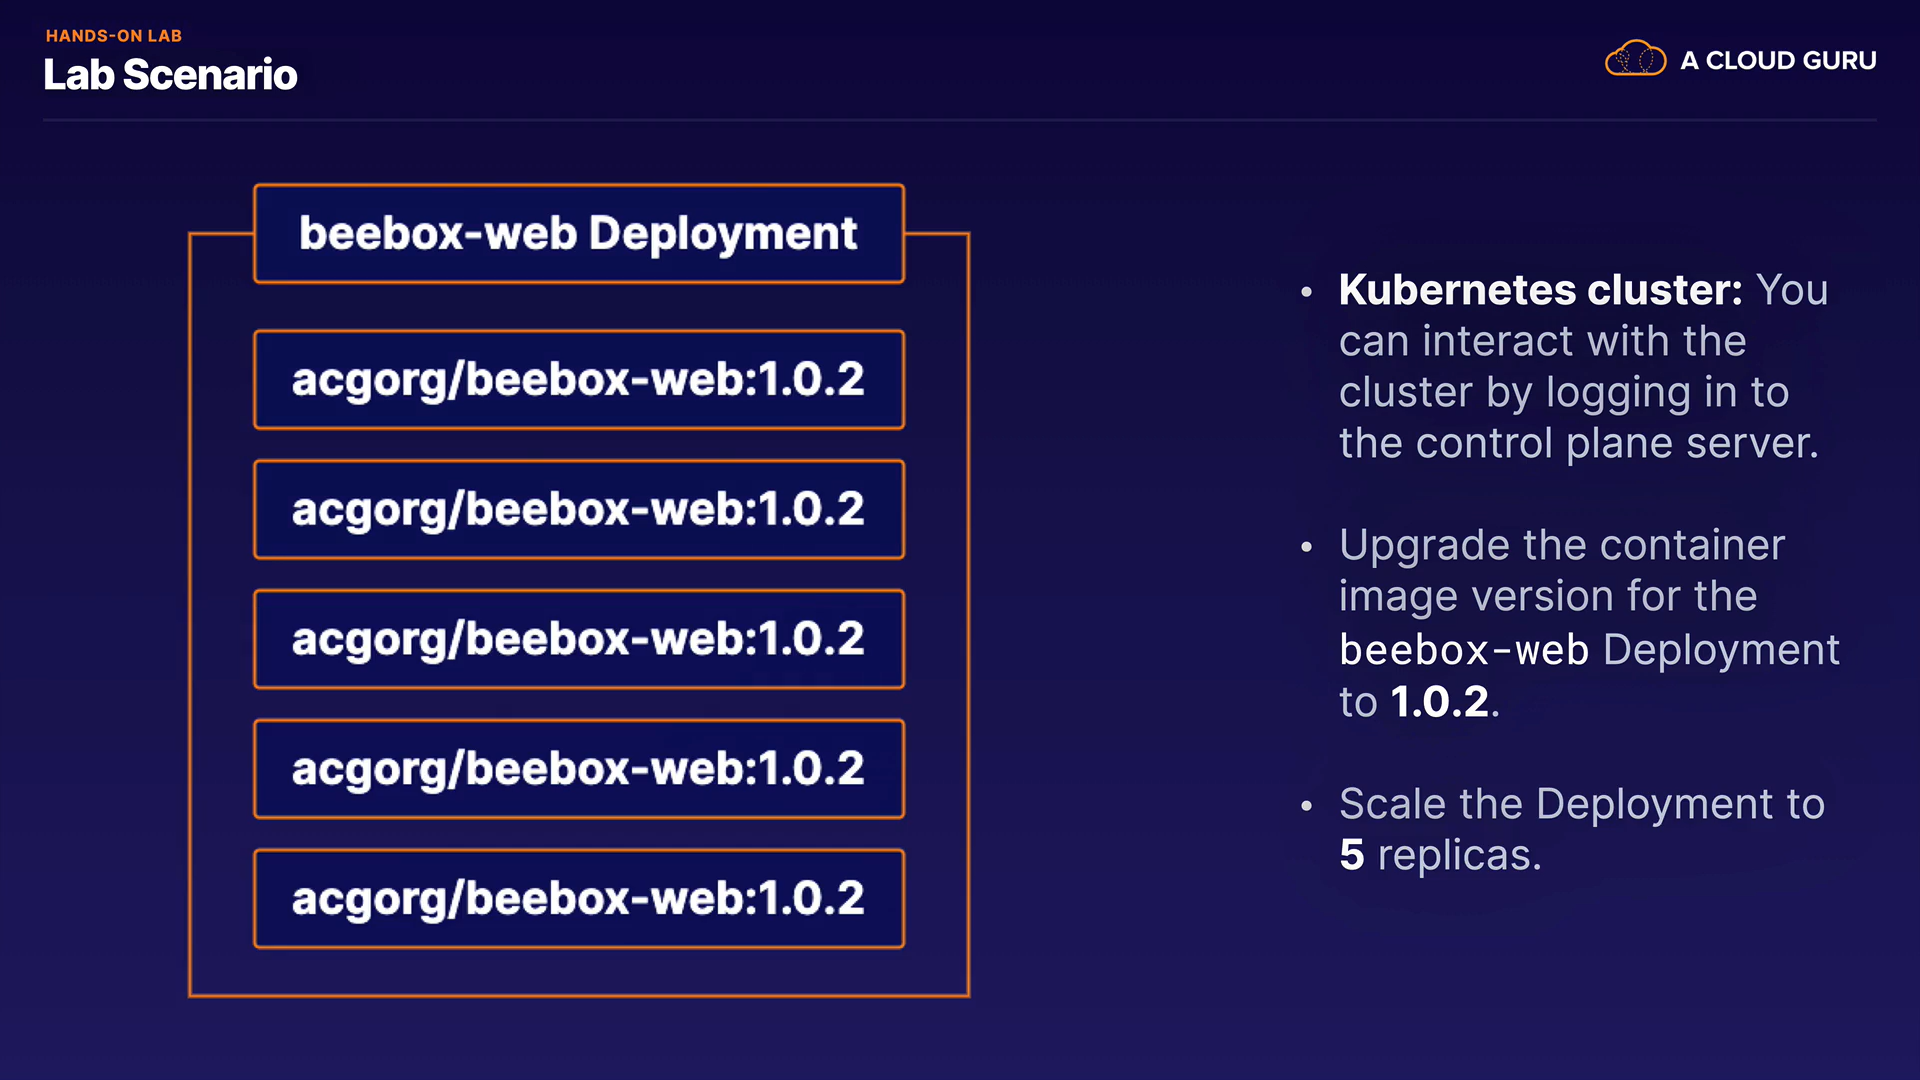 HANDS-ON LAB
Lab Scenario
A CLOUD GURU
beebox-web Deployment
acgorg/beebox-web:1.0.2
acgorg/beebox-web:1.0.2
acgorg/beebox-web:1.0.2
acgorg/beebox-web:1.0.2
acgorg/beebox-web:1.0.2
• Kubernetes cluster: You
can interact with the
cluster by logging in to
the control plane server.
• Upgrade the container
image version for the
beebox-web Deployment
to 1.0.2.
• Scale the Deployment to
5 replicas.